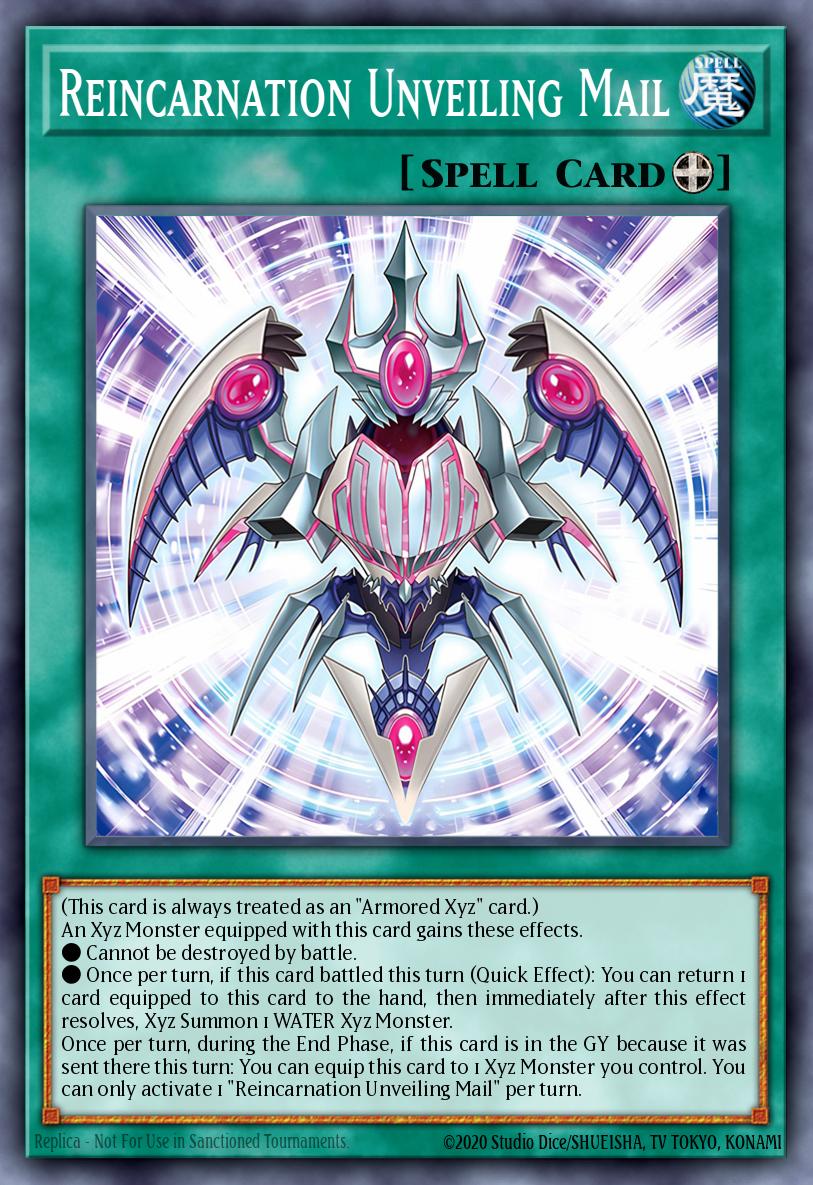 REINCARNATION UNVEILING MAIL
SPELL
魔
[SPELL CARD]
(This card is always treated as an "Armored Xyz" card.)
An Xyz Monster equipped with this card gains these effects.
● Cannot be destroyed by battle.
● Once per turn, if this card battled this turn (Quick Effect): You can return 1
card equipped to this card to the hand, then immediately after this effect
resolves, Xyz Summon 1 WATER Xyz Monster.
Once per turn, during the End Phase, if this card is in the GY because it was
sent there this turn: You can equip this card to 1 Xyz Monster you control. You
can only activate 1 "Reincarnation Unveiling Mail" per turn.
Replica - Not For Use in Sanctioned Tournaments.
©2020 Studio Dice/SHUEISHA, TV TOKYO, KONAMI